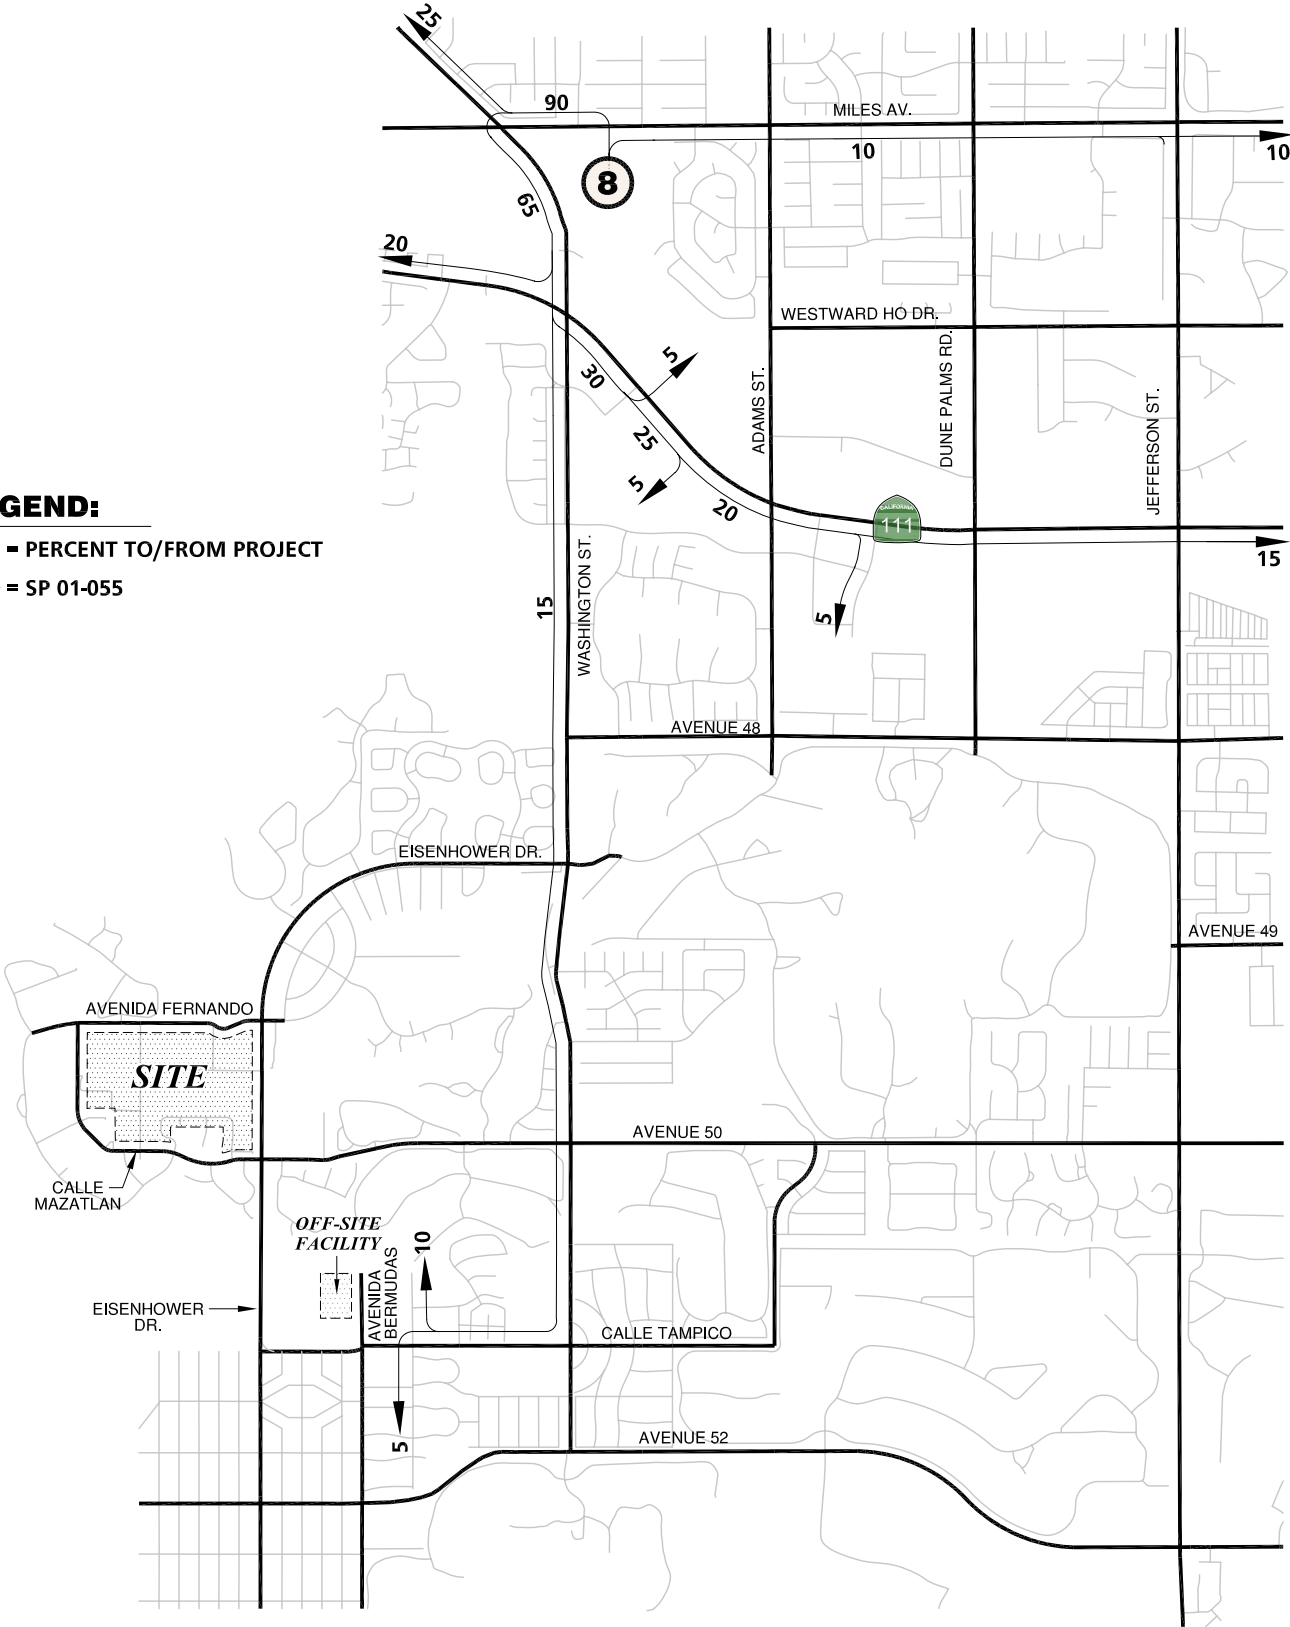 25
90
MILES AV.
10
10
8
65
20
WESTWARD HO DR.
5
30
ADAMS ST.
DUNE PALMS RD.
JEFFERSON ST.
25
5
20
CALIFORNIA
111
15
GEND:
= PERCENT TO/FROM PROJECT
= SP 01-055
15
WASHINGTON ST.
5
AVENUE 48
EISENHOWER DR.
AVENUE 49
AVENIDA FERNANDO
SITE
AVENUE 50
CALLE
MAZATLAN
OFF-SITE
FACILITY
10
AVENIDA
BERMUDAS
EISENHOWER
DR.
CALLE TAMPICO
5
AVENUE 52